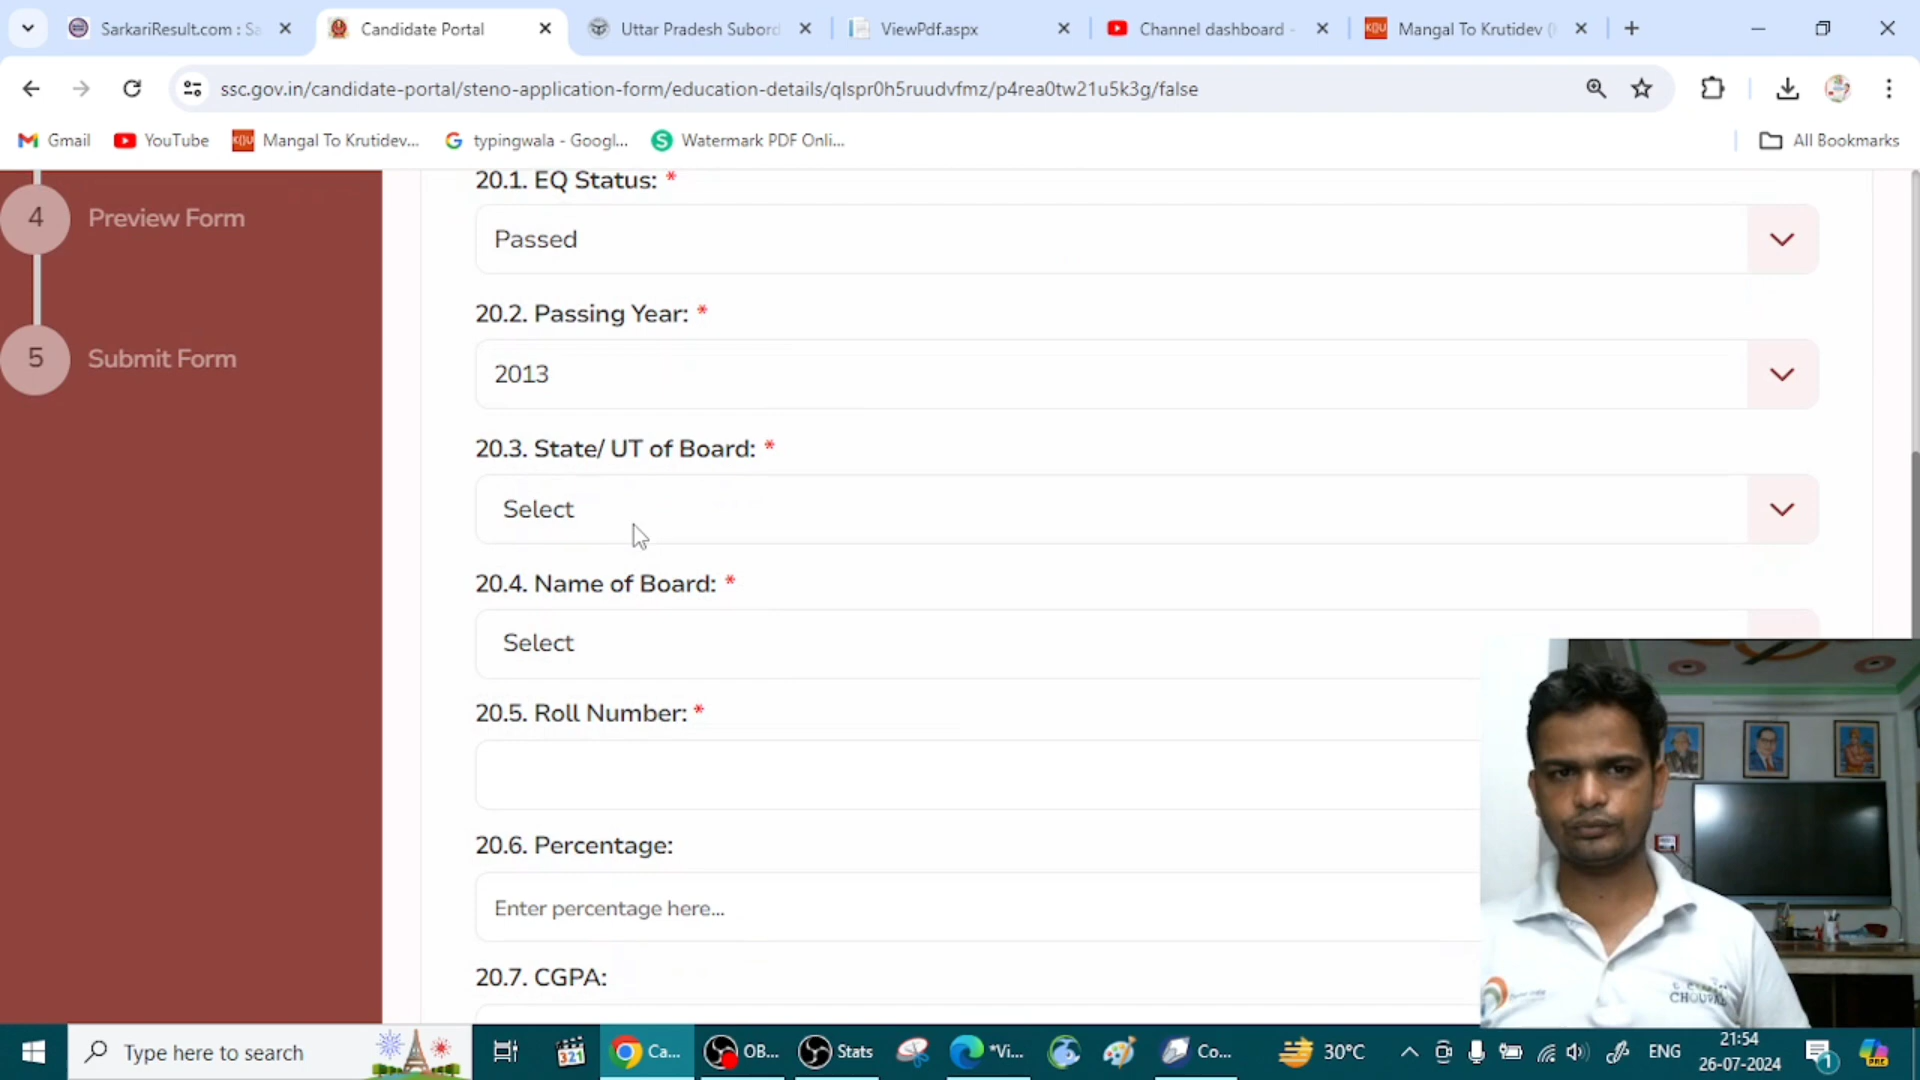 SarkariResult.com : Sa
Candidate Portal
Uttar Pradesh Subord
ViewPdf.aspx
Channel dashboard -
Mangal To Krutidev (
ssc.gov.in/candidate-portal/steno-application-form/education-details/qlspr0h5ruudvfmz/p4rea0tw21u5k3g/false
Gmail
YouTube
Mangal To Krutidev...
typingwala - Googl...
Watermark PDF Onli...
All Bookmarks
4 Preview Form
5 Submit Form
20.1. EQ Status: *
Passed
20.2. Passing Year: *
2013
20.3. State/ UT of Board: *
Select
20.4. Name of Board: *
Select
20.5. Roll Number: *
20.6. Percentage:
Enter percentage here...
20.7. CGPA:
CHOUPAL
Type here to search
321
Ca...
OB...
Stats
*Vi...
Co...
30°C
ENG
21:54
26-07-2024
1
PRE